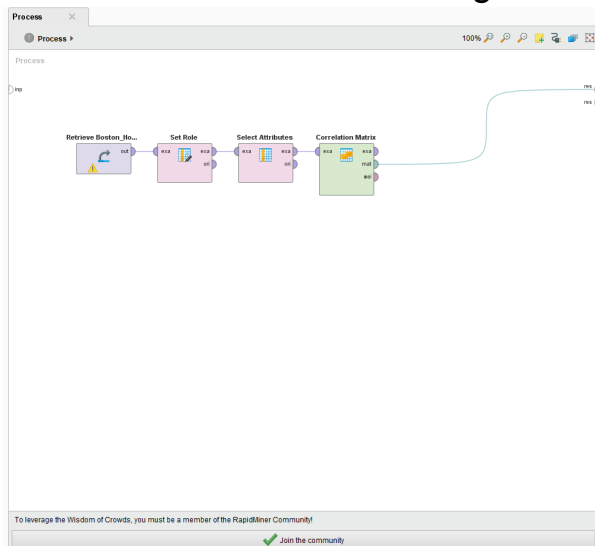 Process
Process
100%
Process
inp
res
res
Retrieve Boston_Ho...
Set Role
Select Attributes
Correlation Matrix
out
exa
exa
ori
exa
exa
ori
exa
exa
mat
wei
To leverage the Wisdom of Crowds, you must be a member of the RapidMiner Community!
Join the community